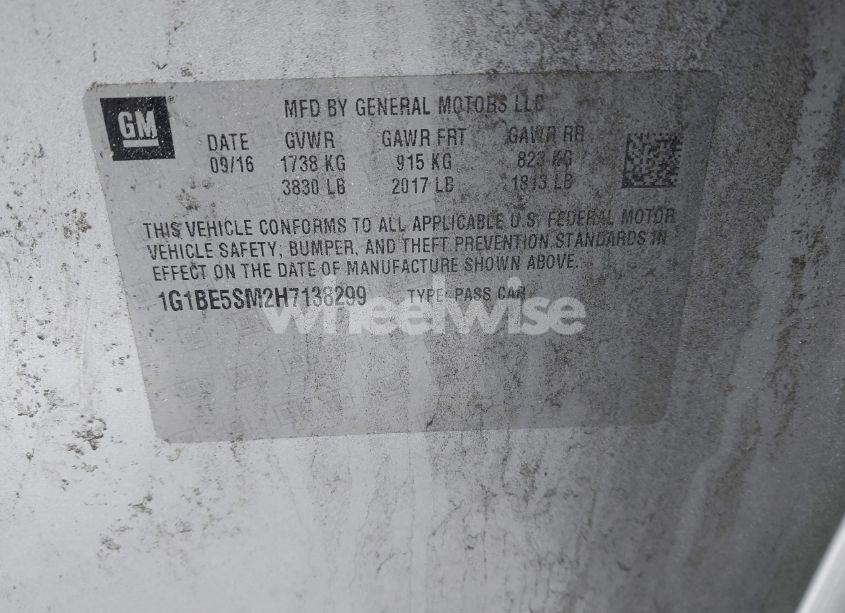 GM
MFD BY GENERAL MOTORS LLC
DATE GVWR GAWR FRT GAWR RR
09/16 1738 KG 915 KG 823 KG
3830 LB 2017 LB 1813 LB
THIS VEHICLE CONFORMS TO ALL APPLICABLE U.S. FEDERAL MOTOR
VEHICLE SAFETY, BUMPER, AND THEFT PREVENTION STANDARDS IN
EFFECT ON THE DATE OF MANUFACTURE SHOWN ABOVE.
1G1BE5SM2H7138299 TYPE: PASS CAR
wheelwise